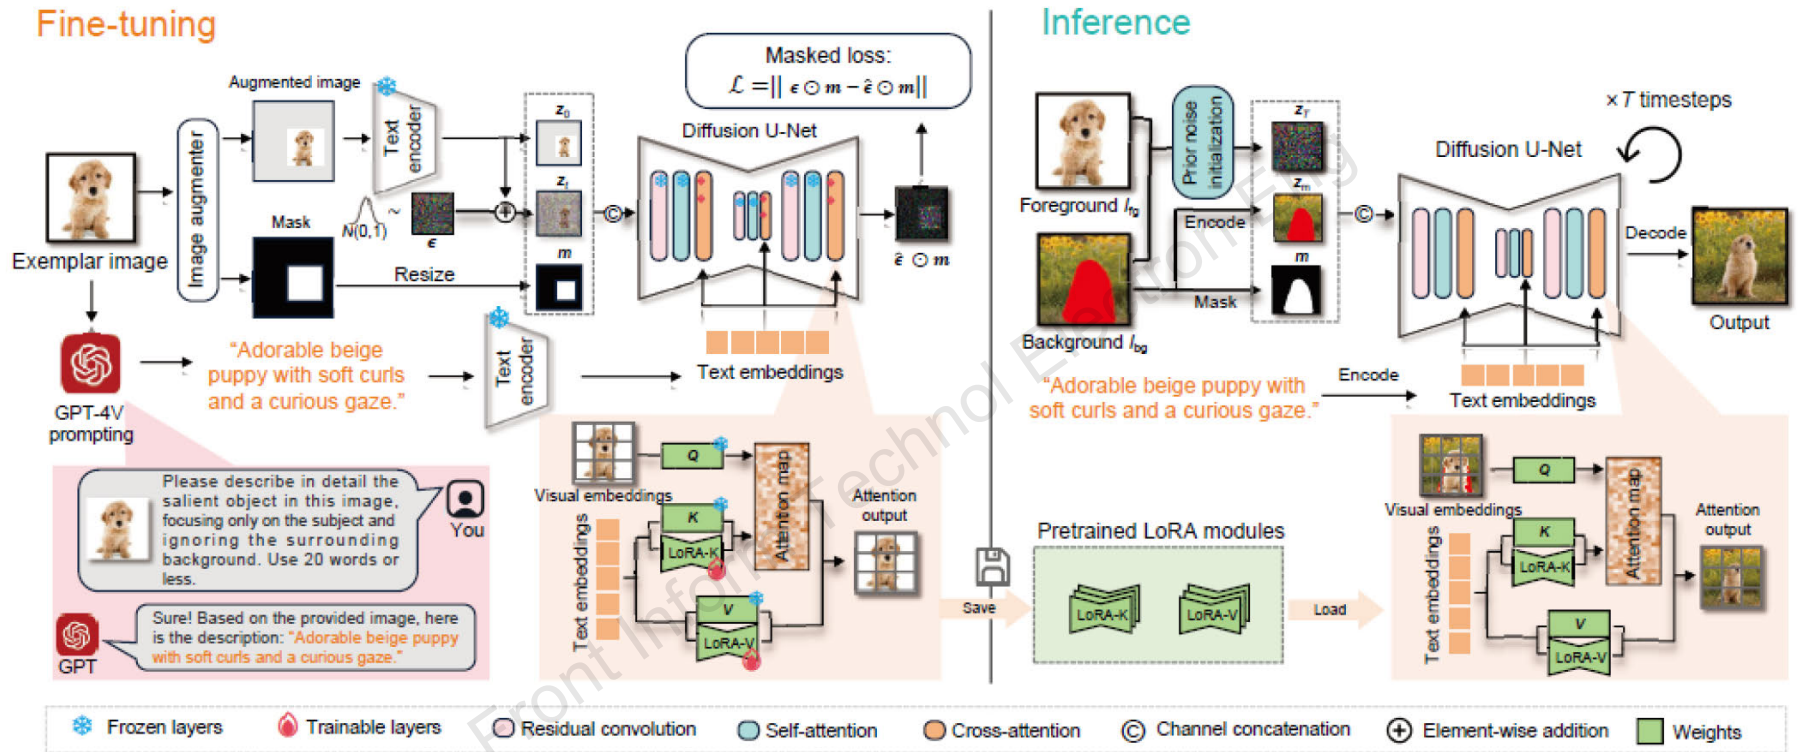 Fine-tuning
Masked loss:
ℒ =|| ϵ ⊙ m − ϵ̂ ⊙ m||
Augmented image
Text
encoder
z0
Diffusion U-Net
Image augmenter
zt
N(0,1)
~
ϵ
©
Mask
m
ϵ̂ ⊙ m
Exemplar image
Resize
“Adorable beige
puppy with soft curls
and a curious gaze.”
Text
encoder
Text embeddings
GPT-4V
prompting
Please describe in detail the
salient object in this image,
focusing only on the subject and
ignoring the surrounding
background. Use 20 words or
less.
You
Sure! Based on the provided image, here
is the description: “Adorable beige puppy
with soft curls and a curious gaze.”
GPT
Q
Visual embeddings
K
LoRA-K
V
LoRA-V
Text embeddings
Attention map
Attention
output
Save
Inference
Prior noise
initialization
zT
× T timesteps
Diffusion U-Net
Foreground Ifg
zm
Encode
©
Decode
m
Mask
Background Ibg
Output
“Adorable beige puppy with
soft curls and a curious gaze.”
Encode
Text embeddings
Pretrained LoRA modules
LoRA-K
LoRA-V
Load
Q
Visual embeddings
K
LoRA-K
V
LoRA-V
Text embeddings
Attention map
Attention
output
Frozen layers
Trainable layers
Residual convolution
Self-attention
Cross-attention
© Channel concatenation
Element-wise addition
Weights
Front Inform Technol Electron Eng